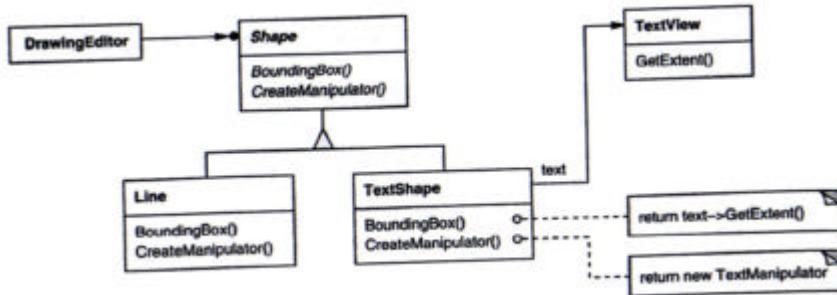 DrawingEditor
Shape
BoundingBox()
CreateManipulator()
TextView
GetExtent()
Line
BoundingBox()
CreateManipulator()
TextShape
BoundingBox()
CreateManipulator()
text
return text-->GetExtent()
return new TextManipulator